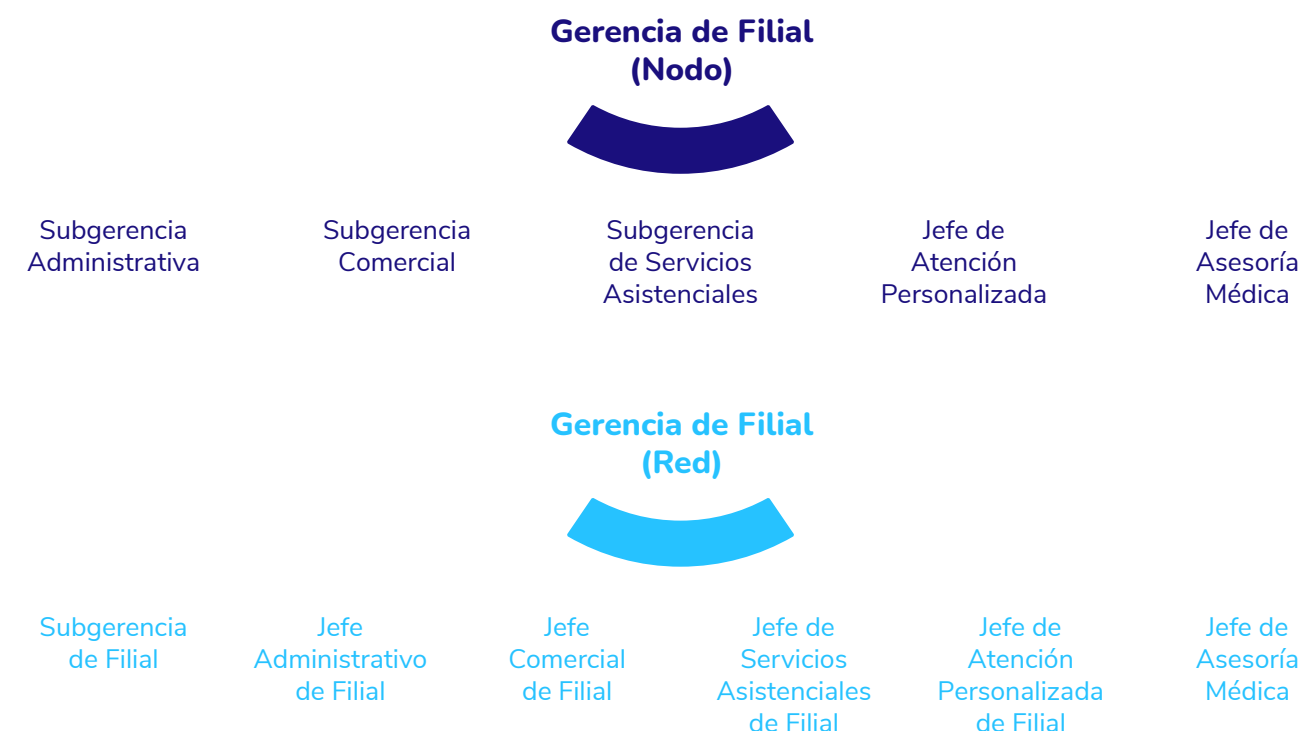 Gerencia de Filial
(Nodo)
Subgerencia
Administrativa
Subgerencia
Comercial
Subgerencia
de Servicios
Asistenciales
Jefe de
Atención
Personalizada
Jefe de
Asesoría
Médica
Gerencia de Filial
(Red)
Subgerencia
de Filial
Jefe
Administrativo
de Filial
Jefe
Comercial
de Filial
Jefe de
Servicios
Asistenciales
de Filial
Jefe de
Atención
Personalizada
de Filial
Jefe de
Asesoría
Médica